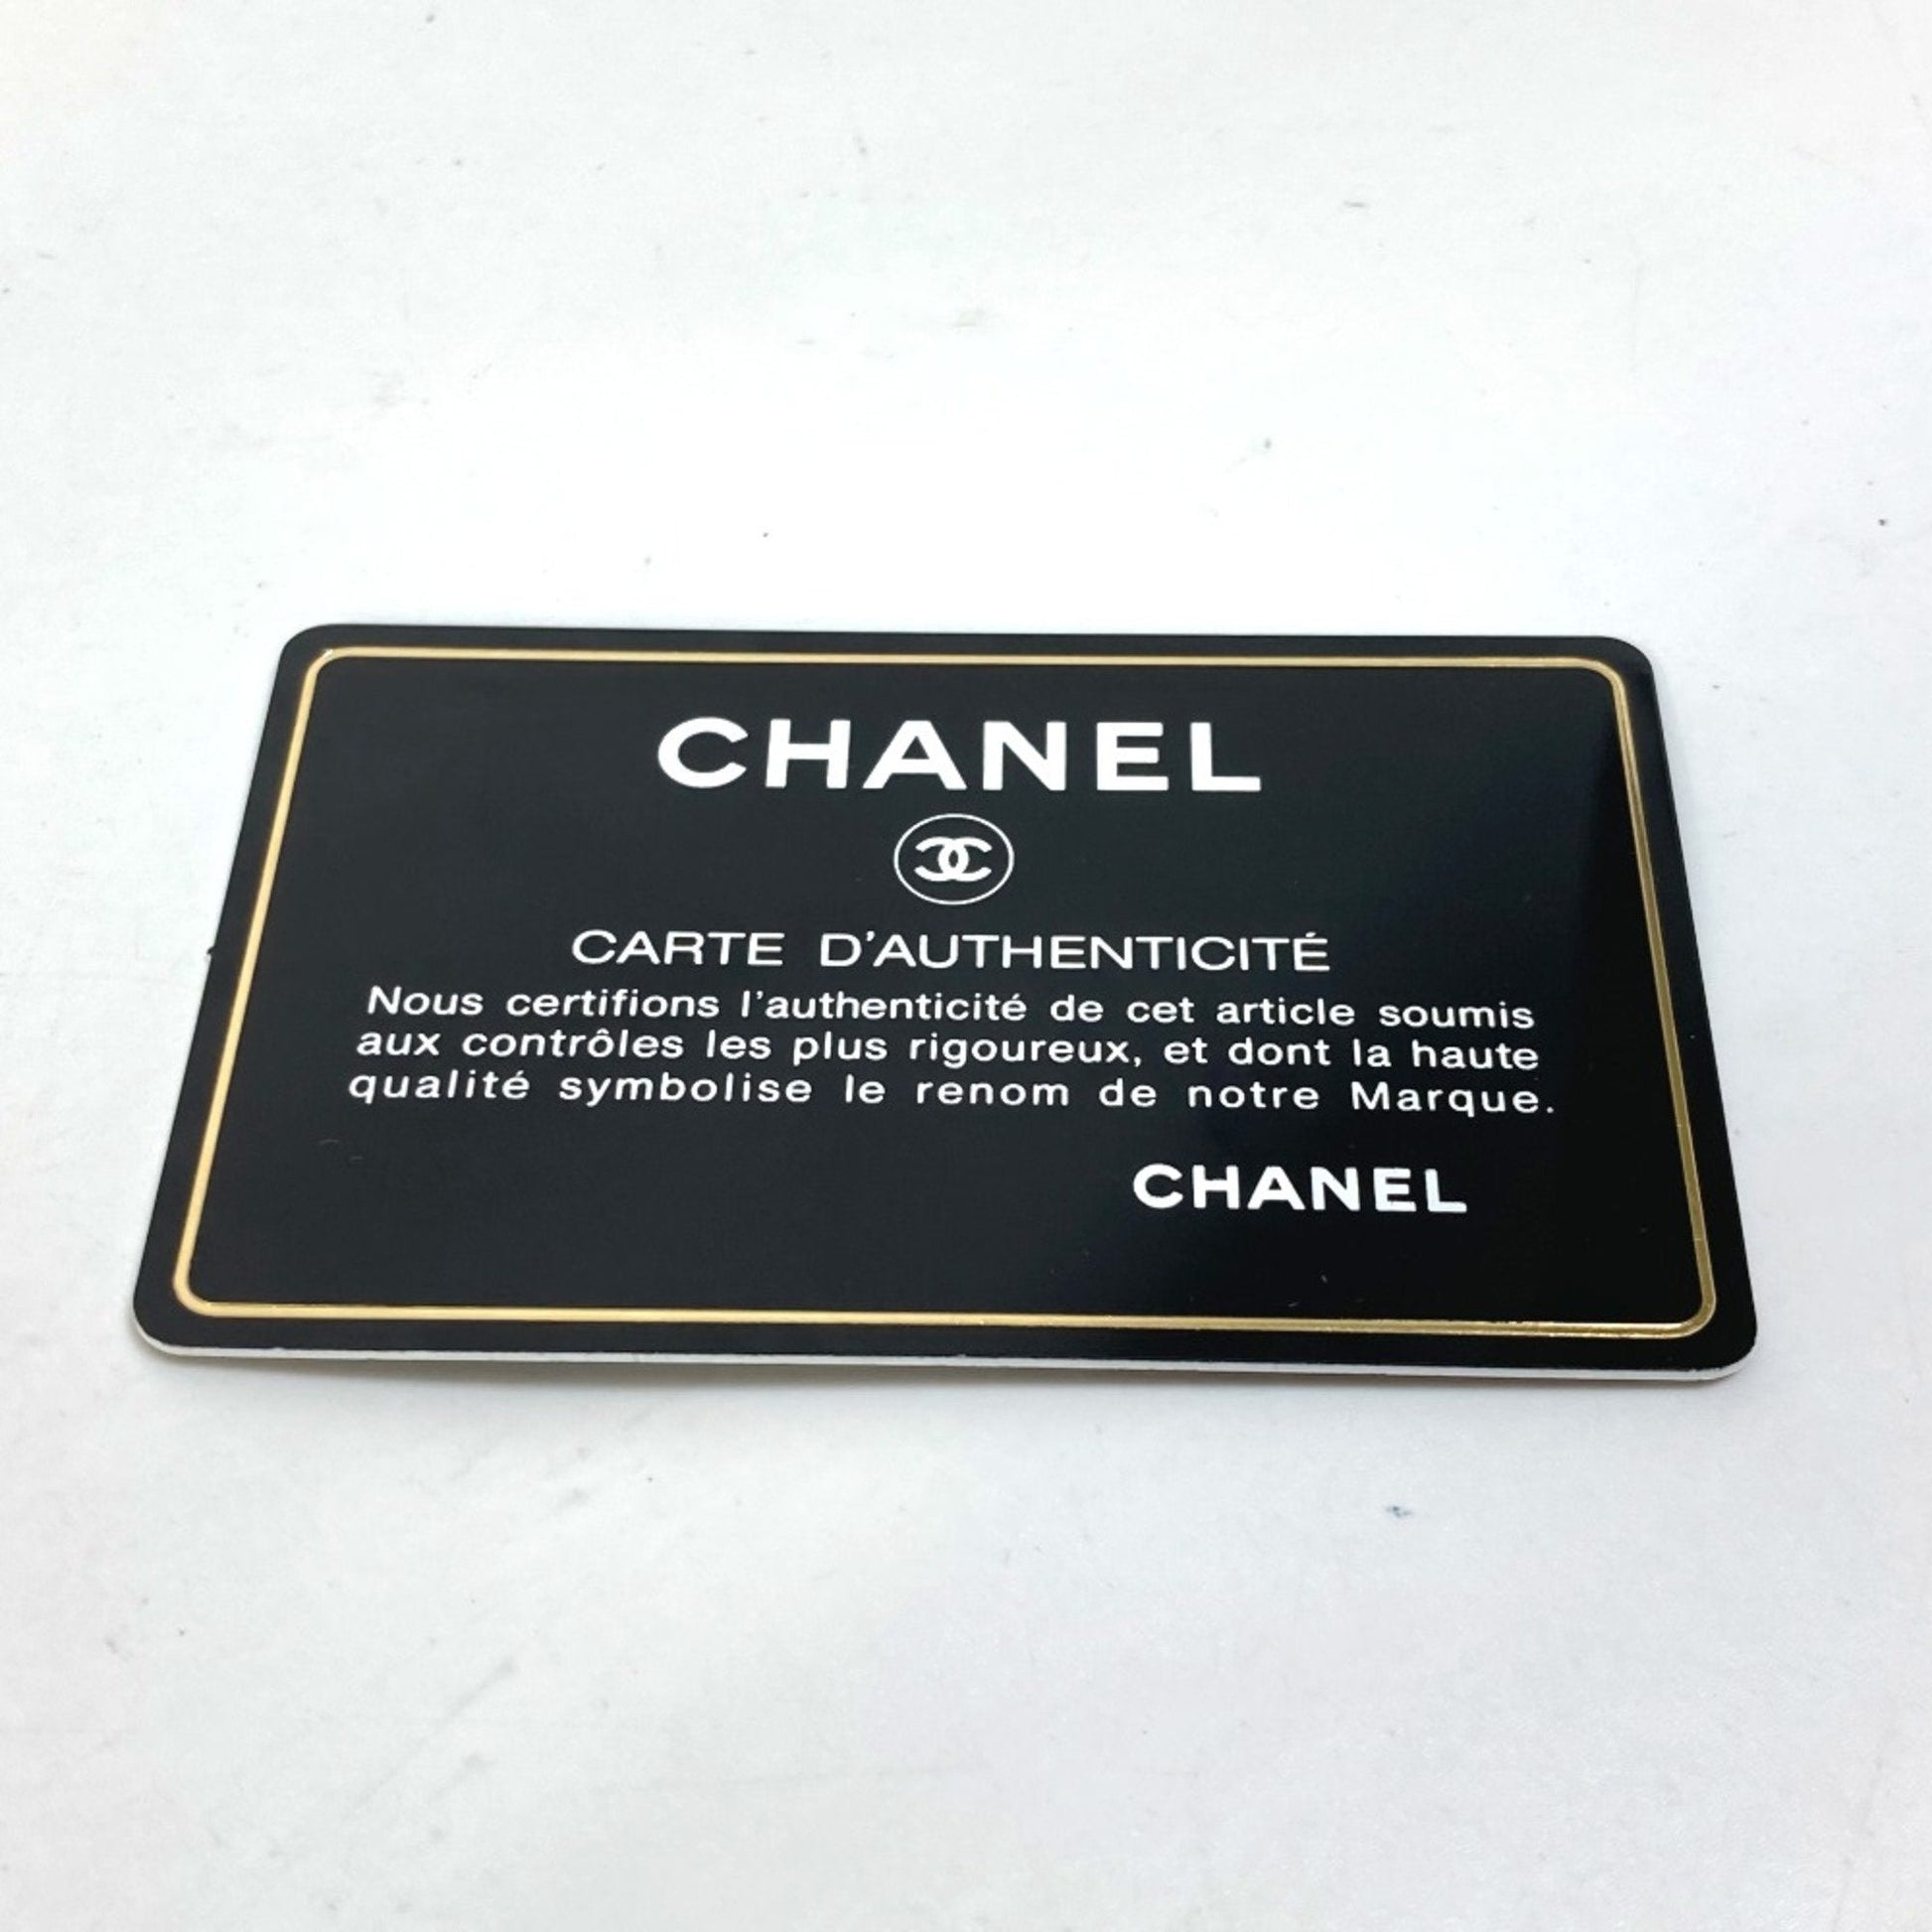 CHANEL
CARTE D'AUTHENTICITÉ
Nous certifions l'authenticité de cet article soumis
aux contrôles les plus rigoureux, et dont la haute
qualité symbolise le renom de notre Marque.
CHANEL